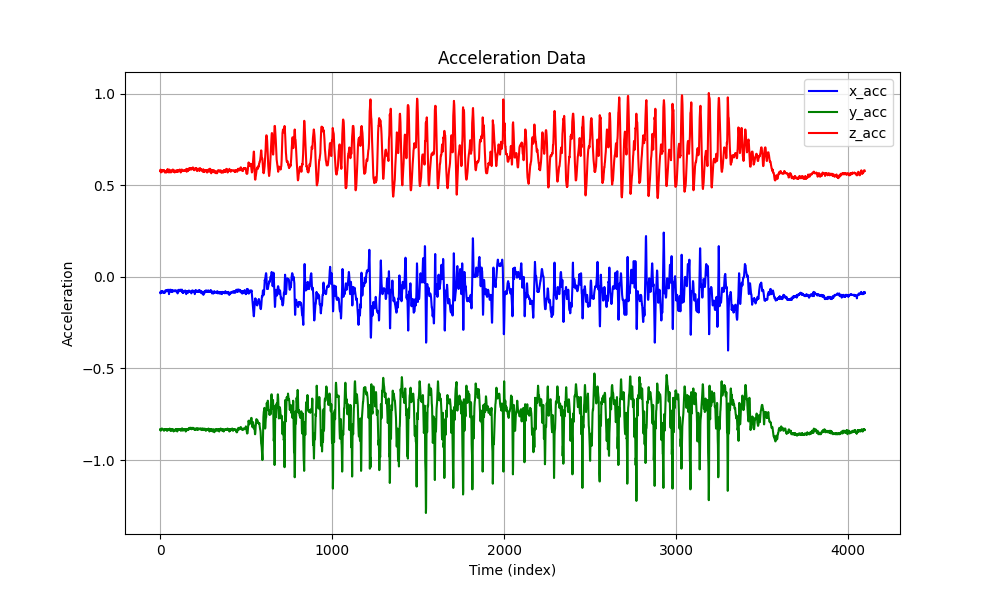 Acceleration Data
x_acc
y_acc
z_acc
1.0
0.5
0.0
−0.5
−1.0
Acceleration
0 1000 2000 3000 4000
Time (index)